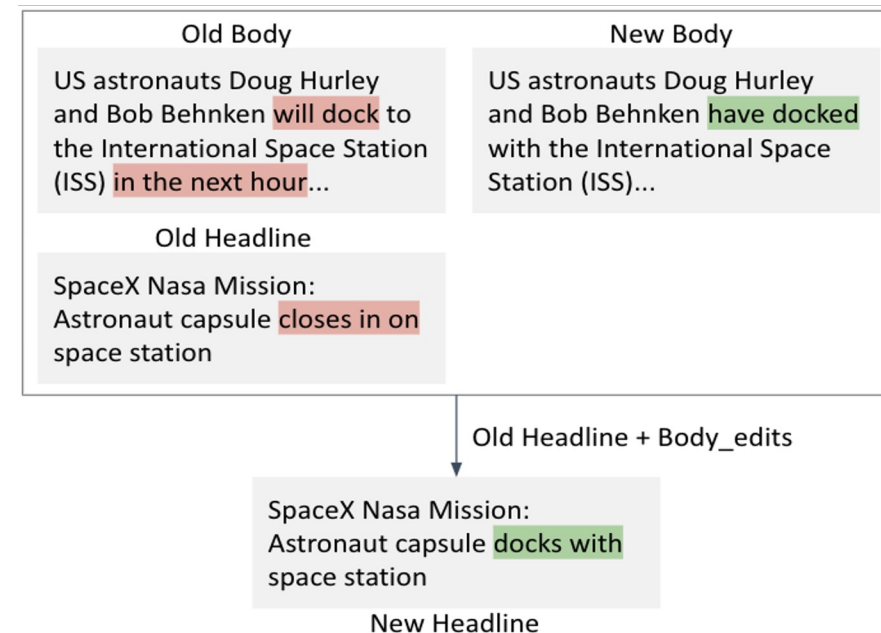 Old Body
US astronauts Doug Hurley
and Bob Behnken will dock to
the International Space Station
(ISS) in the next hour...
New Body
US astronauts Doug Hurley
and Bob Behnken have docked
with the International Space
Station (ISS)...
Old Headline
SpaceX Nasa Mission:
Astronaut capsule closes in on
space station
Old Headline + Body_edits
SpaceX Nasa Mission:
Astronaut capsule docks with
space station
New Headline